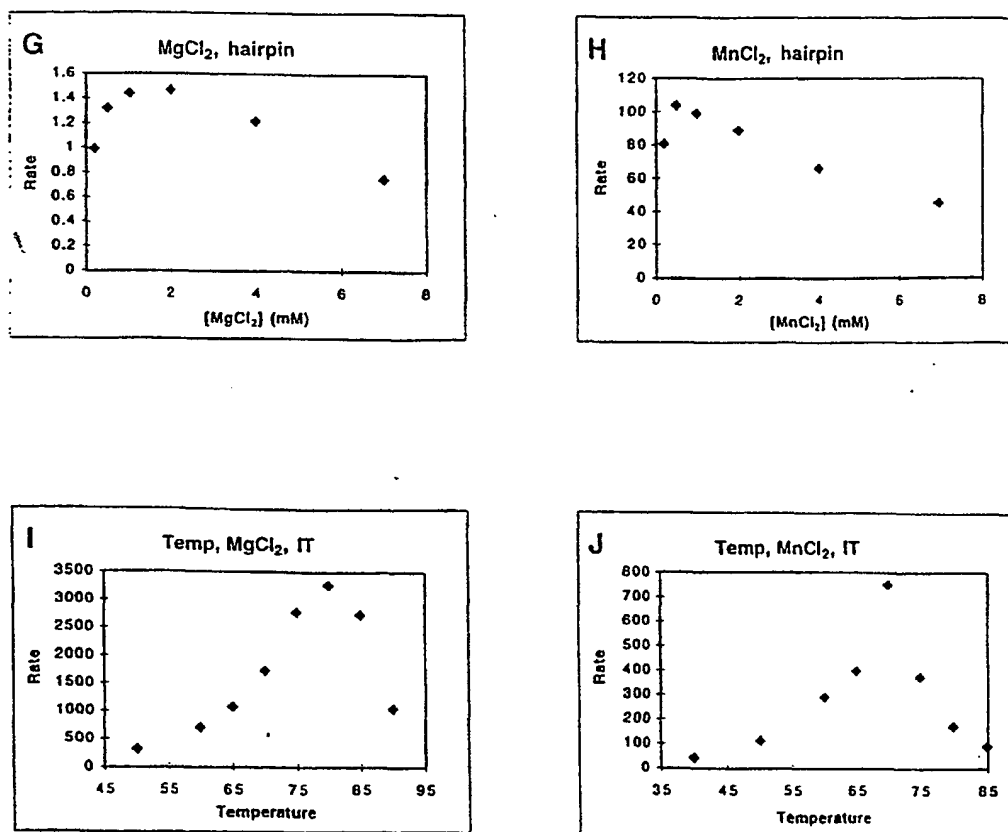 G
MgCl₂, hairpin
1.6
1.4
1.2
1
0.8
0.6
0.4
0.2
0
Rate
0 2 4 6 8
[MgCl₂] (mM)
H
MnCl₂, hairpin
120
100
80
60
40
20
0
Rate
0 2 4 6 8
[MnCl₂] (mM)
I
Temp, MgCl₂, IT
3500
3000
2500
2000
1500
1000
500
0
Rate
45 55 65 75 85 95
Temperature
J
Temp, MnCl₂, IT
800
700
600
500
400
300
200
100
0
Rate
35 45 55 65 75 85
Temperature